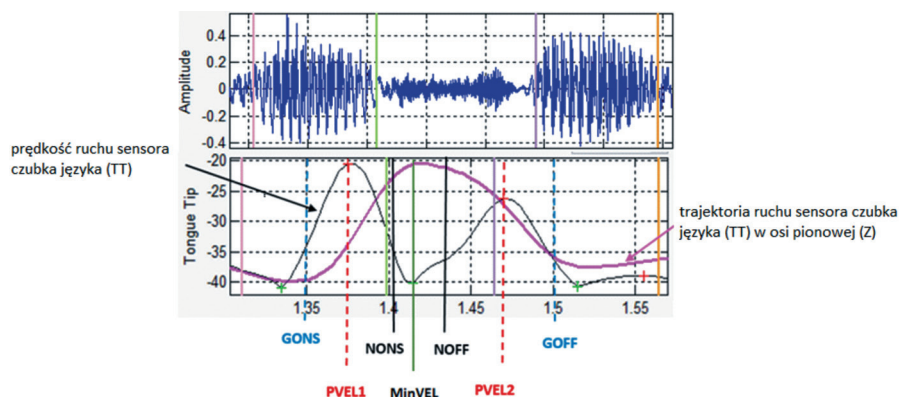 0.4
0.2
0
-0.2
-0.4
Amplitude
prędkość ruchu sensora
czubka języka (TT)
-20
-25
-30
-35
-40
Tongue Tip
trajektoria ruchu sensora czubka
języka (TT) w osi pionowej (Z)
1.35
1.4
1.45
1.5
1.55
GONS
NONS
NOFF
GOFF
PVEL1
MinVEL
PVEL2